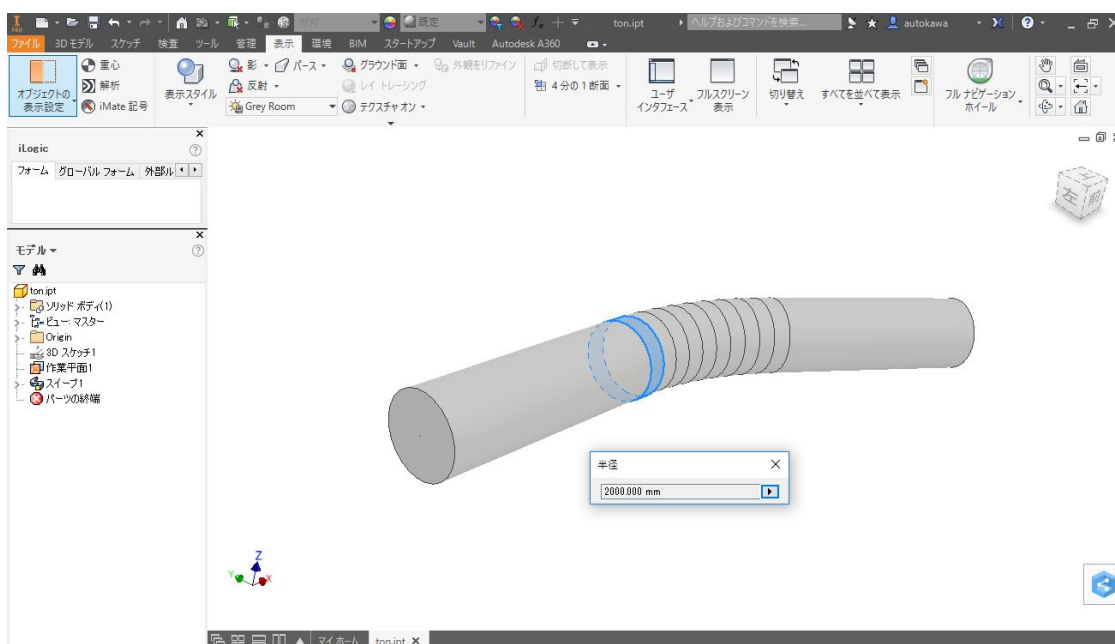 PRO
材料
既定
ton.ipt
ヘルプおよびコマンドを検索...
autokawa
ファイル 3Dモデル スケッチ 検査 ツール 管理 表示 環境 BIM スタートアップ Vault Autodesk A360
オブジェクトの
表示設定
重心
解析
iMate 記号
表示スタイル
影
パース
グラウンド面
外観をリファイン
反射
レイ トレーシング
Grey Room
テクスチャ オン
切断して表示
4 分の 1 断面
ユーザ
インタフェース
フルスクリーン
表示
切り替え
すべてを並べて表示
フル ナビゲーション
ホイール
iLogic
フォーム グローバル フォーム 外部ル
モデル
ton.ipt
ソリッド ボディ(1)
ビュー: マスター
Origin
3D スケッチ1
作業平面1
スイープ1
パーツの終端
上
左
前
半径
2000.000 mm
Z
Y
X
マイ ホーム
ton.ipt